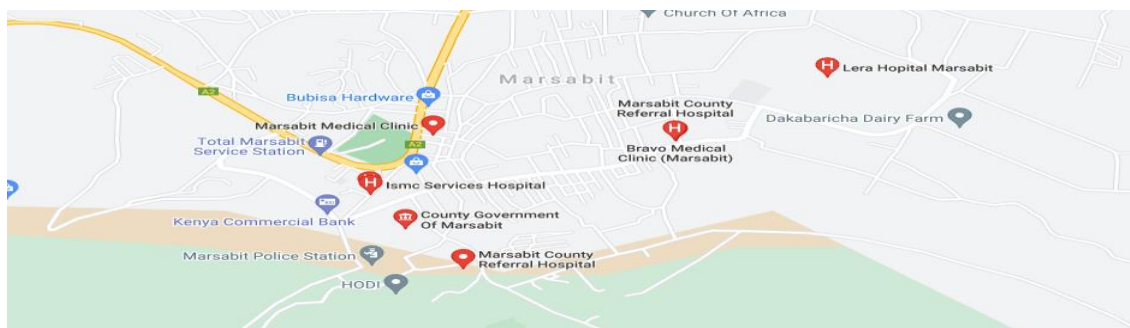 Church Of Africa
Lera Hopital Marsabit
Marsabit
A2
Bubisa Hardware
Marsabit County
Referral Hospital
Dakabaricha Dairy Farm
Marsabit Medical Clinic
Total Marsabit
Service Station
A2
Bravo Medical
Clinic (Marsabit)
Ismc Services Hospital
Kenya Commercial Bank
County Government
Of Marsabit
Marsabit Police Station
Marsabit County
Referral Hospital
HODI
H
H
H